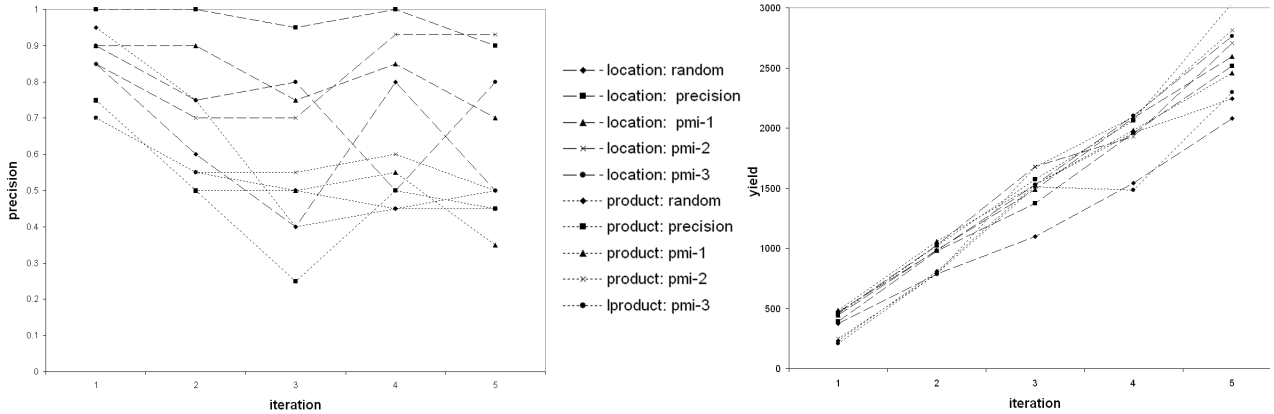 1
0.9
0.8
0.7
0.6
0.5
0.4
0.3
0.2
0.1
0
precision
1 2 3 4 5
iteration
location: random
location: precision
location: pmi-1
location: pmi-2
location: pmi-3
product: random
product: precision
product: pmi-1
product: pmi-2
lproduct: pmi-3
3000
2500
2000
1500
1000
500
0
yield
1 2 3 4 5
iteration